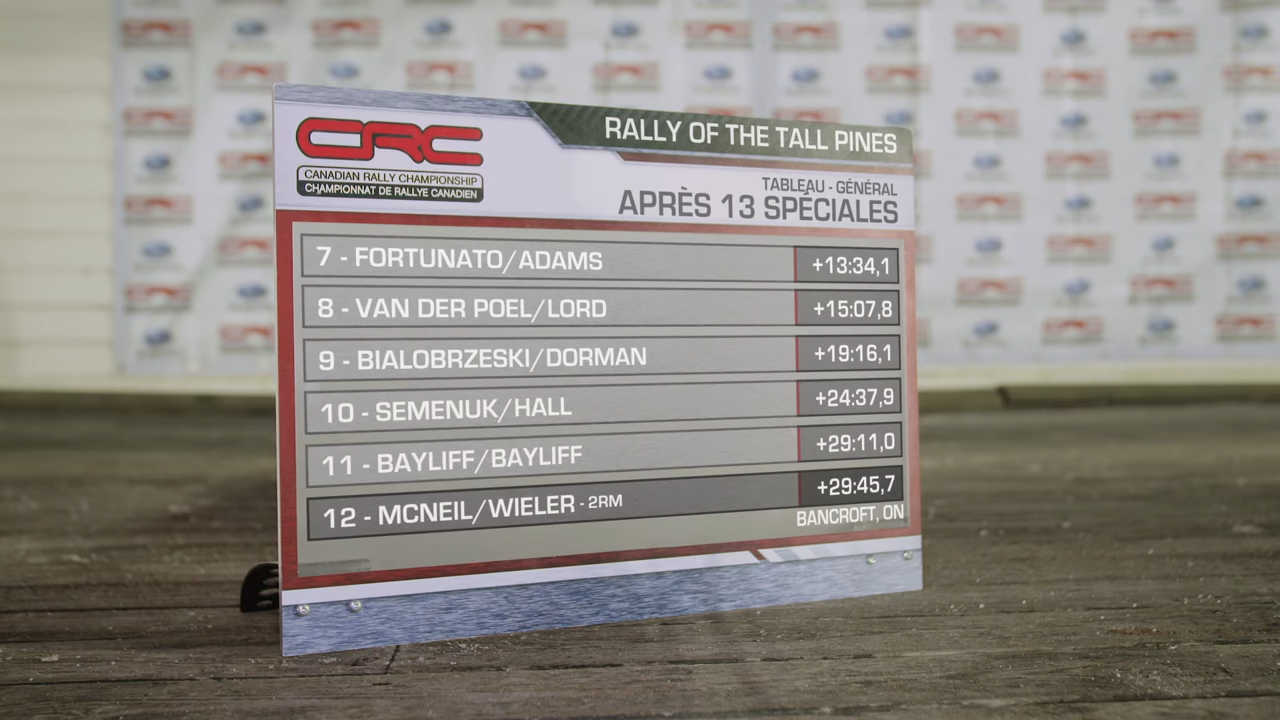 CRC
CANADIAN RALLY CHAMPIONSHIP
CHAMPIONNAT DE RALLYE CANADIEN
RALLY OF THE TALL PINES
TABLEAU - GÉNÉRAL
APRÈS 13 SPÉCIALES
7 - FORTUNATO/ADAMS +13:34,1
8 - VAN DER POEL/LORD +15:07,8
9 - BIALOBRZESKI/DORMAN +19:16,1
10 - SEMENUK/HALL +24:37,9
11 - BAYLIFF/BAYLIFF +29:11,0
12 - MCNEIL/WIELER - 2RM +29:45,7
BANCROFT, ON